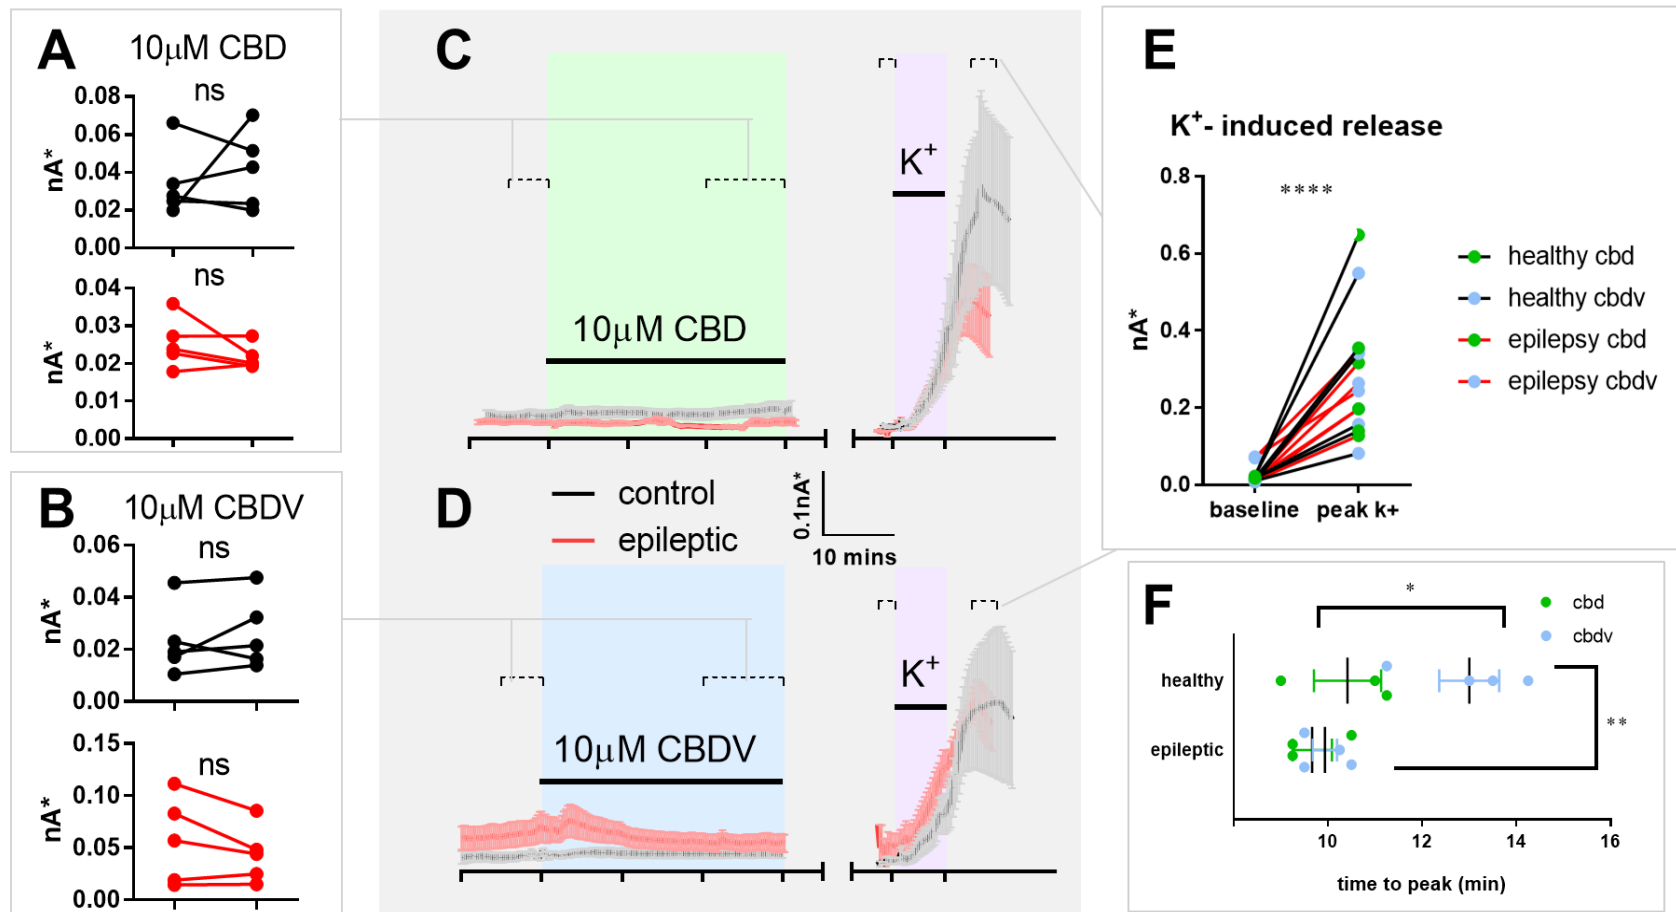 A
10μM CBD
ns
0.08
0.06
0.04
0.02
0.00
nA*
ns
0.04
0.03
0.02
0.01
0.00
nA*
B
10μM CBDV
ns
0.06
0.04
0.02
0.00
nA*
ns
0.15
0.10
0.05
0.00
nA*
C
10μM CBD
K⁺
control
epileptic
0.1nA*
10 mins
D
10μM CBDV
K⁺
E
K⁺- induced release
****
0.8
0.6
0.4
0.2
0.0
nA*
baseline peak k+
healthy cbd
healthy cbdv
epilepsy cbd
epilepsy cbdv
F
*
cbd
cbdv
healthy
**
epileptic
10 12 14 16
time to peak (min)